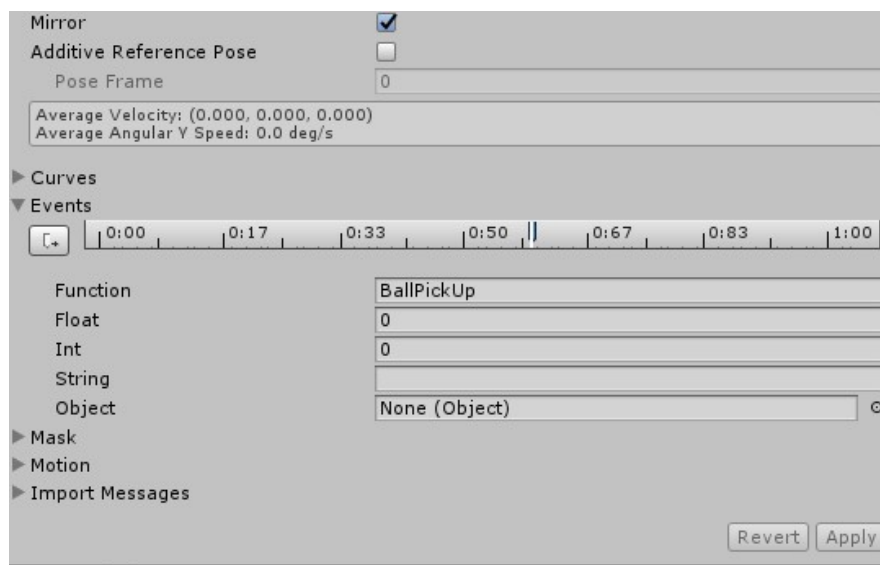 Mirror
Additive Reference Pose
Pose Frame 0
Average Velocity: (0.000, 0.000, 0.000)
Average Angular Y Speed: 0.0 deg/s
Curves
Events
0:00 0:17 0:33 0:50 0:67 0:83 1:00
Function BallPickUp
Float 0
Int 0
String
Object None (Object)
Mask
Motion
Import Messages
Revert Apply